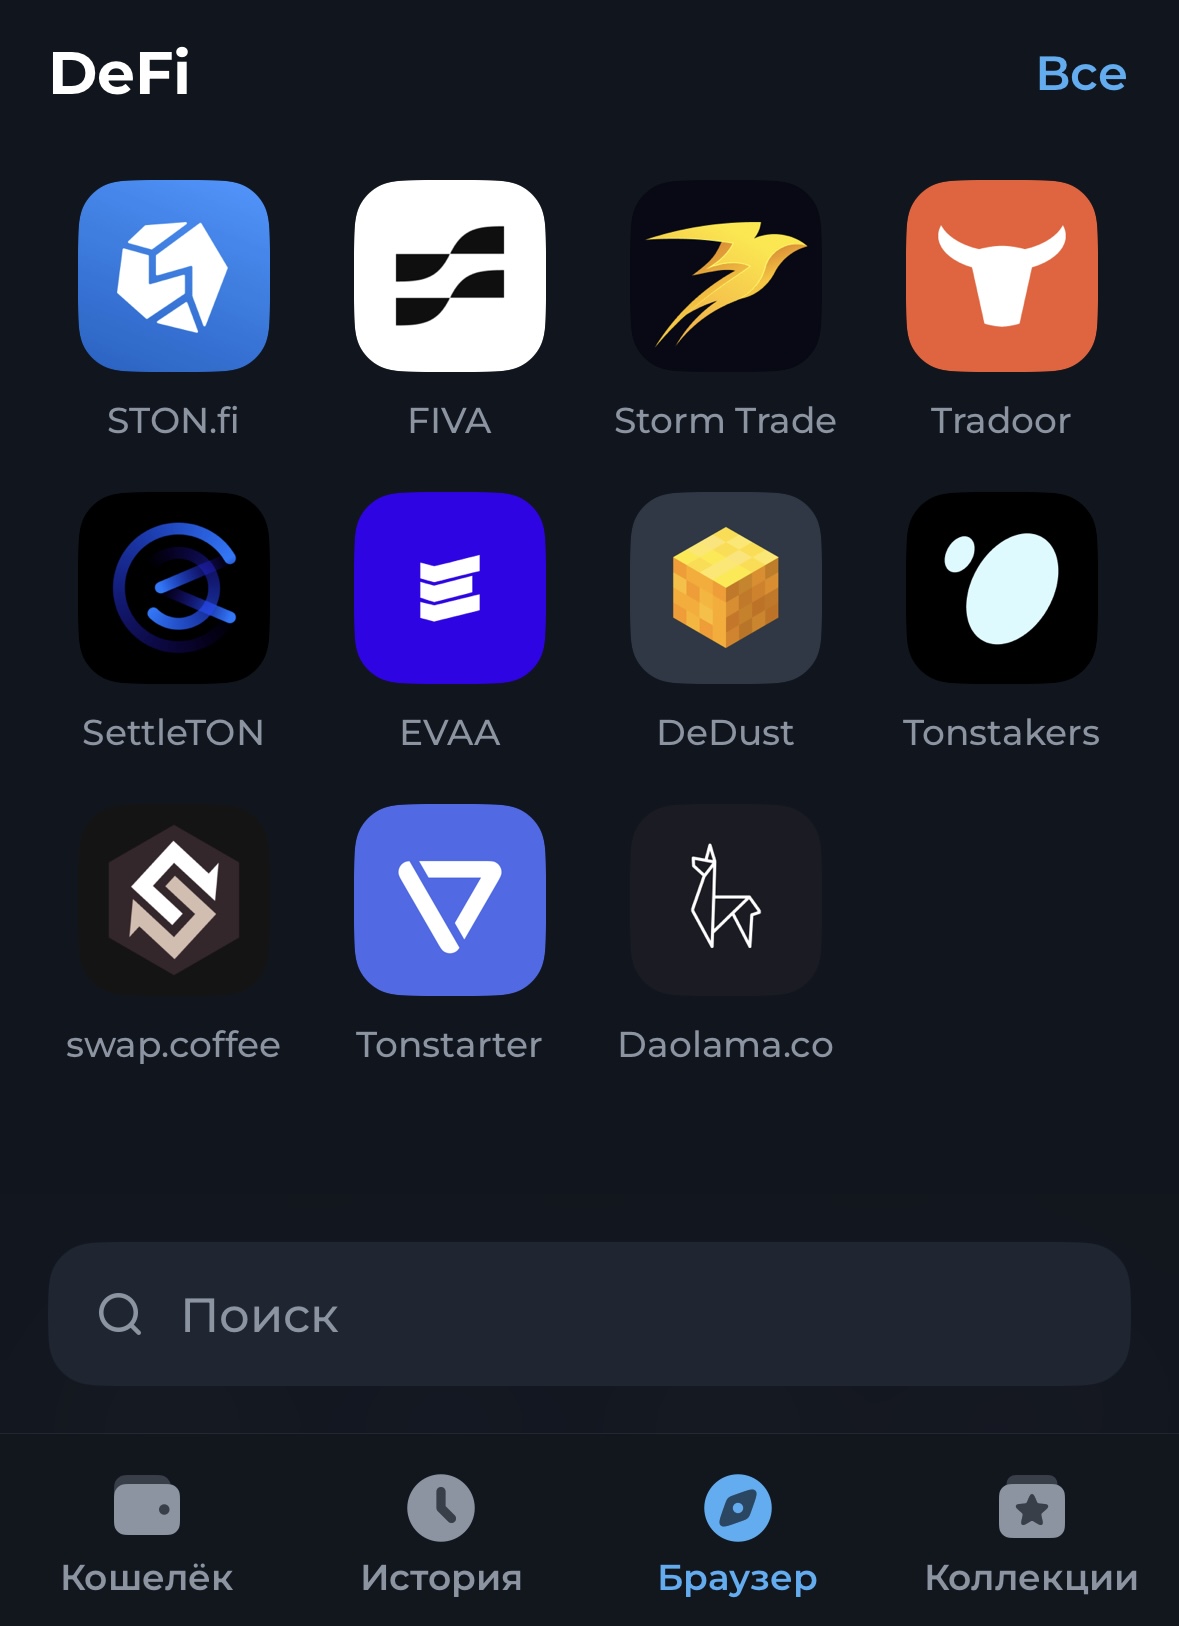 DeFi
Все
STON.fi
FIVA
Storm Trade
Tradoor
SettleTON
EVAA
DeDust
Tonstakers
swap.coffee
Tonstarter
Daolama.co
Поиск
Кошелёк
История
Браузер
Коллекции